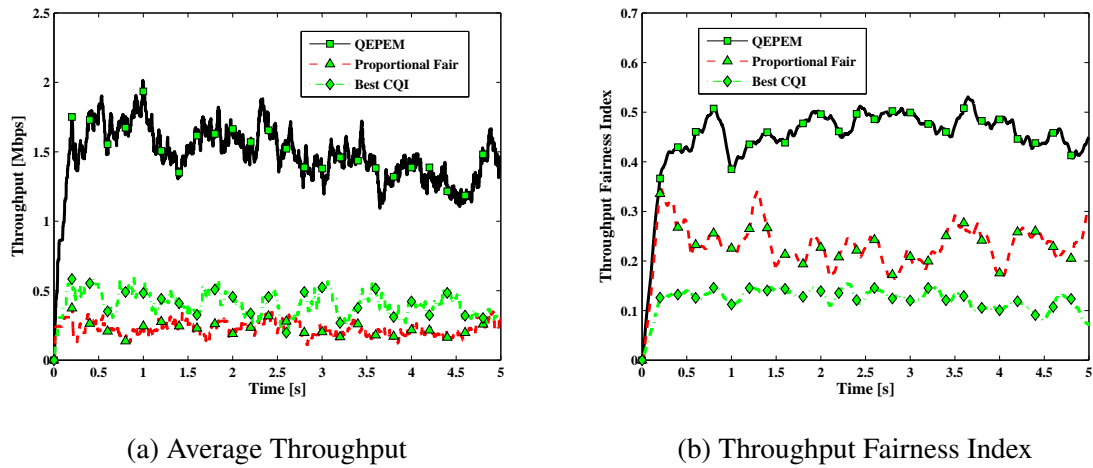 2.5
2
1.5
1
0.5
0
Throughput [Mbps]
QEPEM
Proportional Fair
Best CQI
0 0.5 1 1.5 2 2.5 3 3.5 4 4.5 5
Time [s]
(a) Average Throughput
0.7
0.6
0.5
0.4
0.3
0.2
0.1
0
Throughput Fairness Index
QEPEM
Proportional Fair
Best CQI
0 0.5 1 1.5 2 2.5 3 3.5 4 4.5 5
Time [s]
(b) Throughput Fairness Index